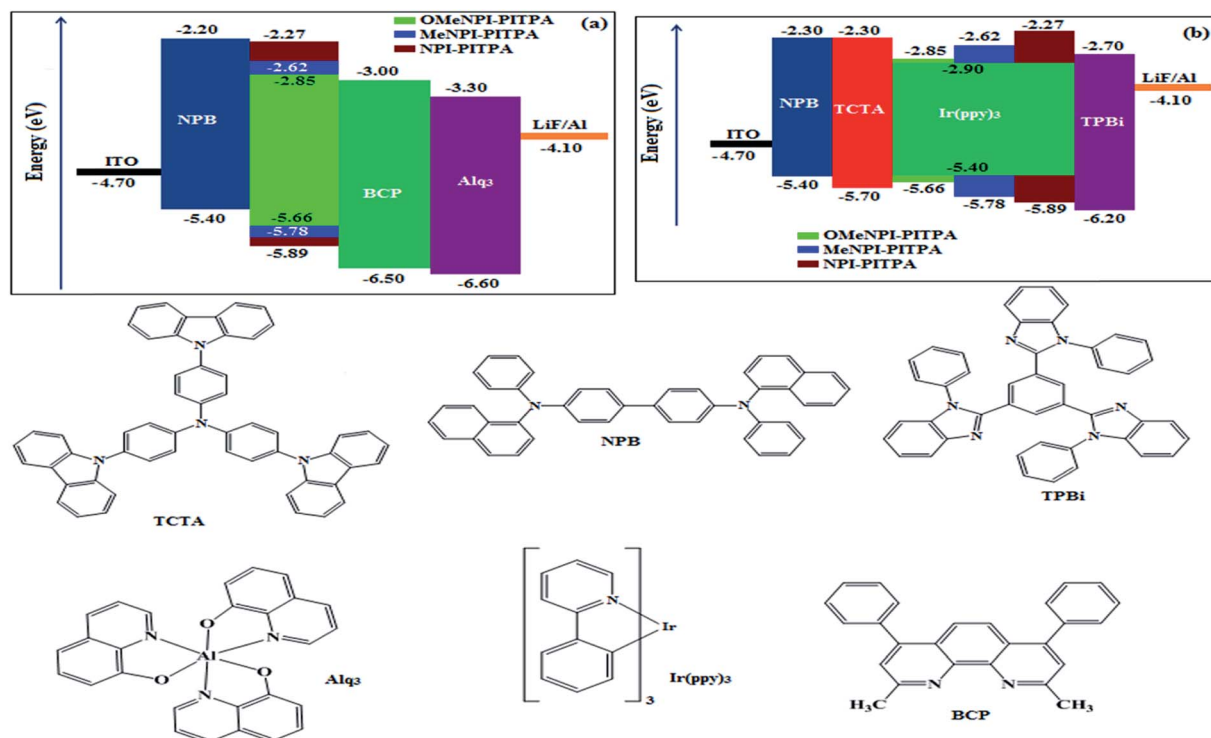 Energy (eV)
(a)
OMeNPI-PITPA
MeNPI-PITPA
NPI-PITPA
-2.20
-2.27
-2.62
-2.85
-3.00
-3.30
NPB
BCP
Alq3
ITO
-4.70
LiF/Al
-4.10
-5.40
-5.66
-5.78
-5.89
-6.50
-6.60
Energy (eV)
(b)
-2.30
-2.30
-2.85
-2.62
-2.27
-2.90
-2.70
NPB
TCTA
Ir(ppy)3
TPBi
ITO
-4.70
LiF/Al
-4.10
-5.40
-5.40
-5.70
-5.66
-5.78
-5.89
-6.20
OMeNPI-PITPA
MeNPI-PITPA
NPI-PITPA
N
N
N
N
TCTA
N
N
NPB
N
N
N
N
N
N
TPBi
O
N
N
Al
O
O
N
Alq3
N
Ir
3
Ir(ppy)3
N
N
H3C
CH3
BCP